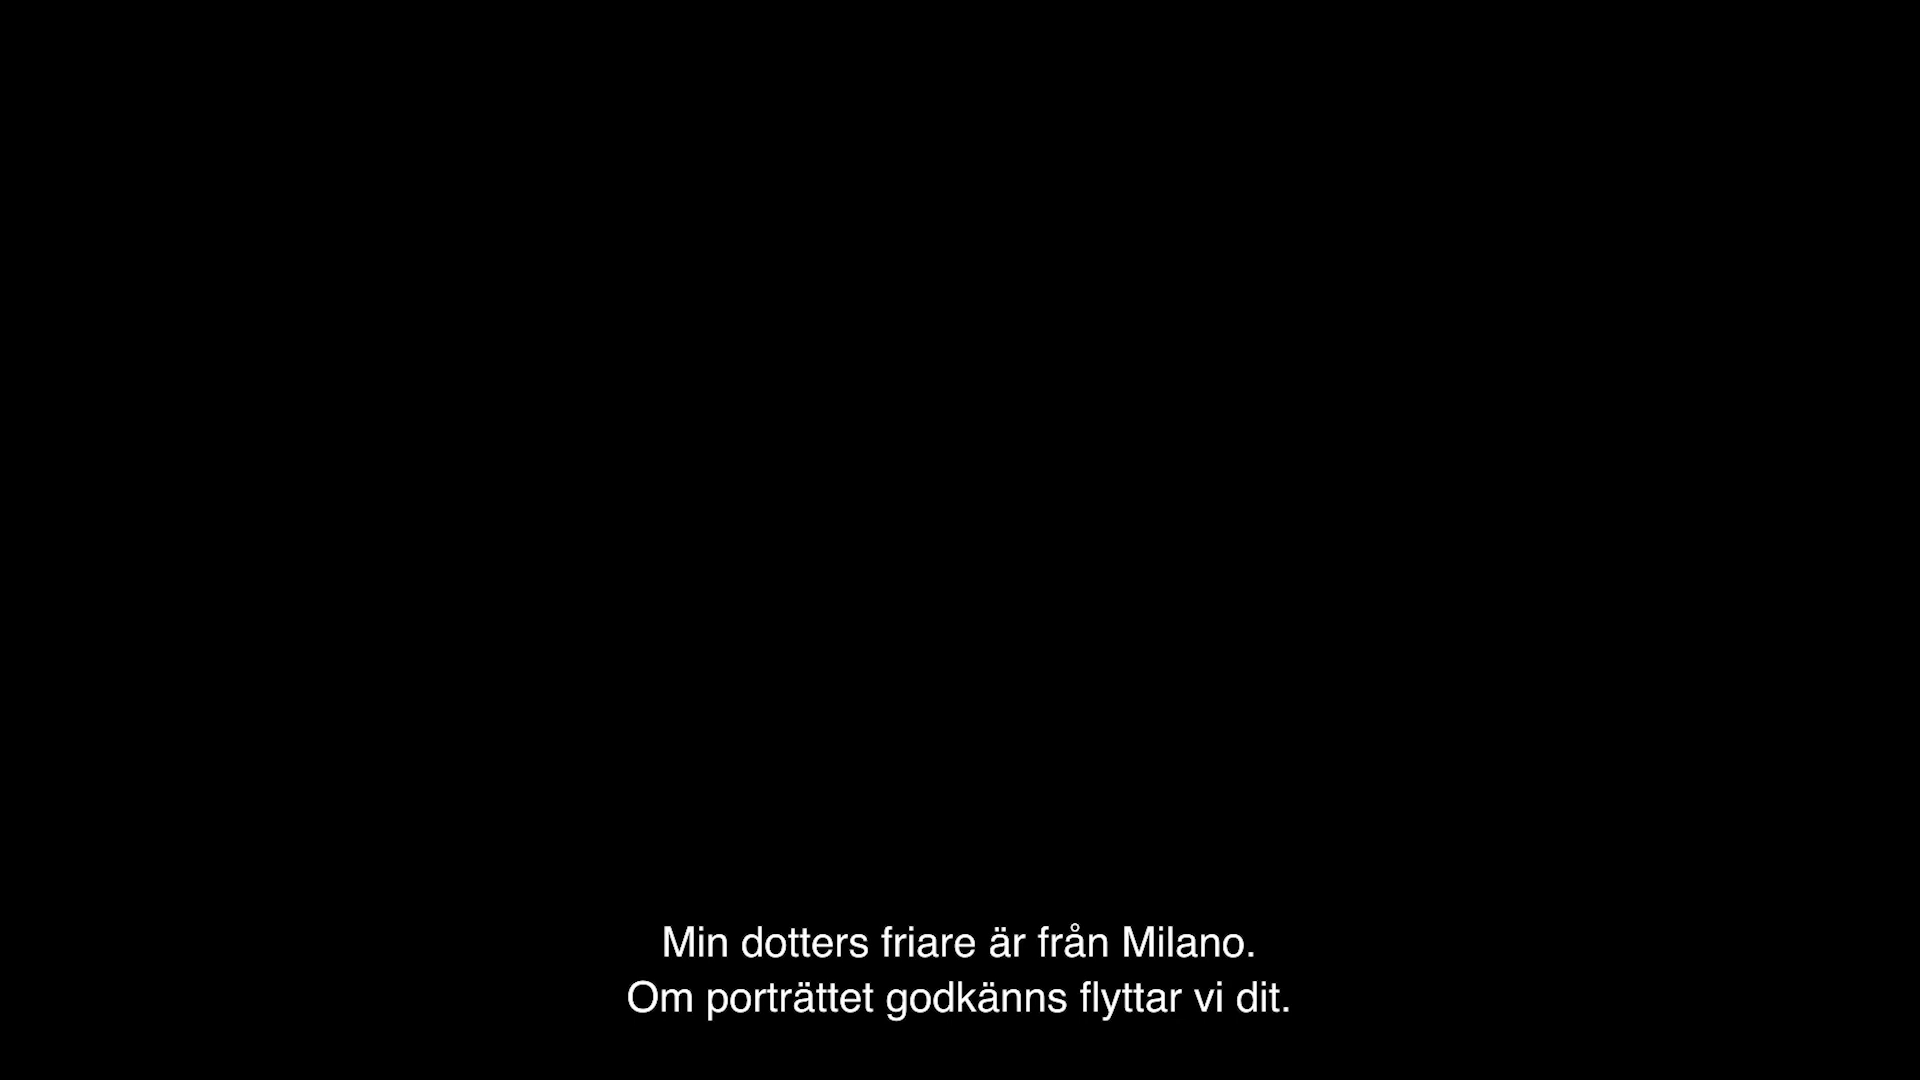 Min dotters friare är från Milano.
Om porträttet godkänns flyttar vi dit.